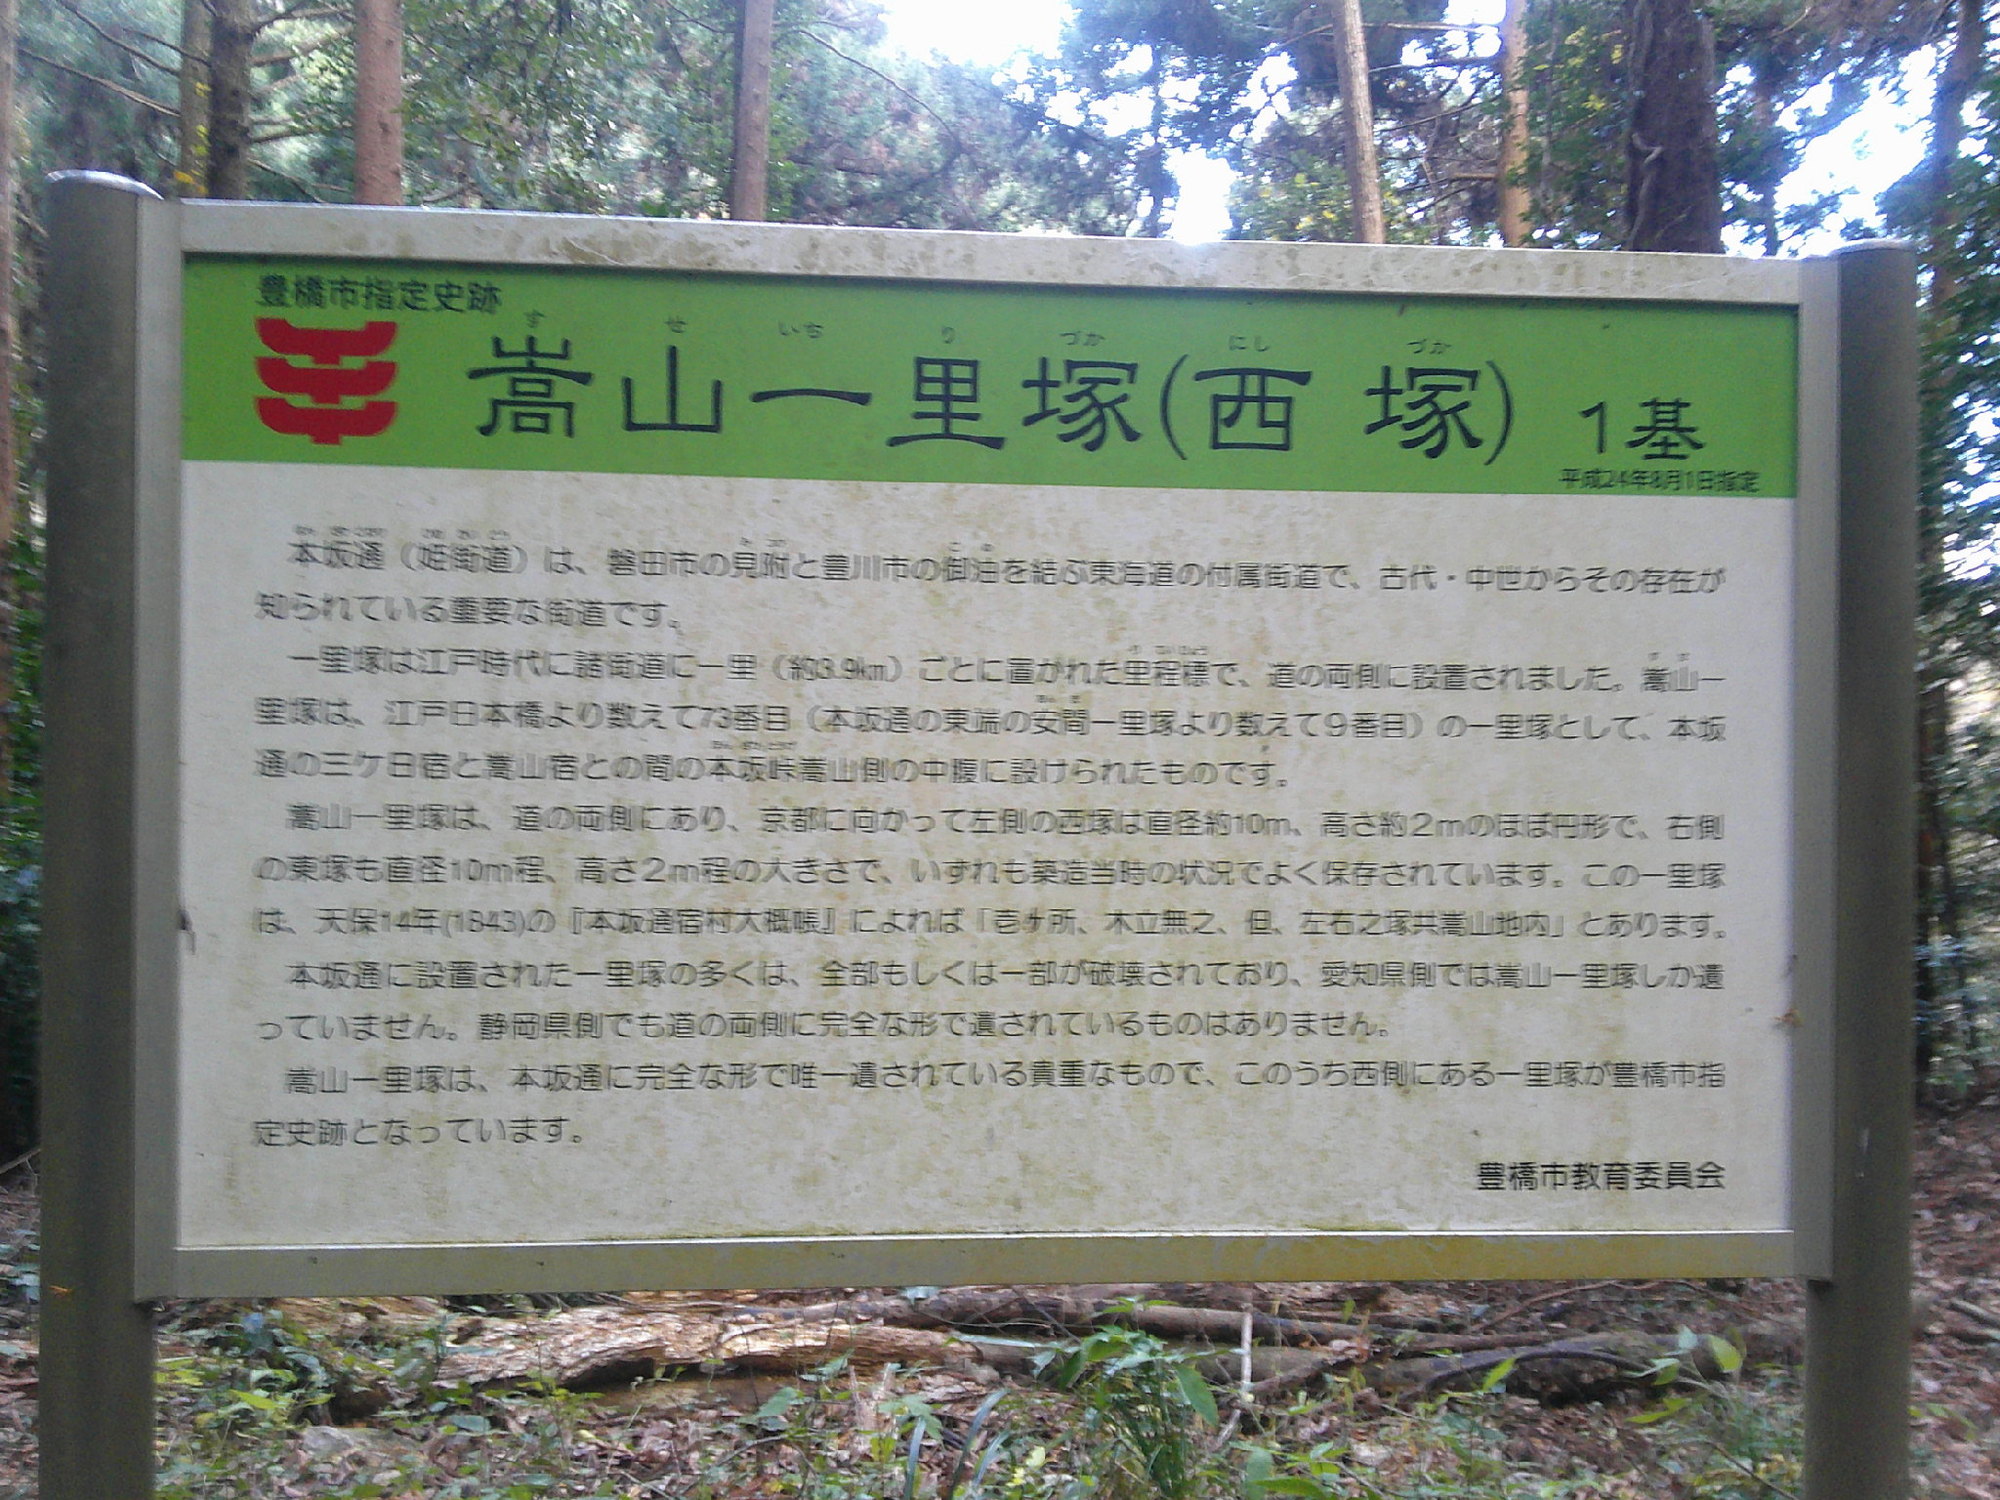 豊橋市指定史跡
す せ いち り づか にし づか
嵩山一里塚(西塚) 1基
平成24年8月1日指定
本坂通（姫街道）は、磐田市の見附と豊川市の御油を結ぶ東海道の付属街道で、古代・中世からその存在が
知られている重要な街道です。
一里塚は江戸時代に諸街道に一里（約3.9㎞）ごとに置かれた里程標で、道の両側に設置されました。嵩山一
里塚は、江戸日本橋より数えて73番目（本坂通の東端の安間一里塚より数えて９番目）の一里塚として、本坂
通の三ケ日宿と嵩山宿との間の本坂峠嵩山側の中腹に設けられたものです。
嵩山一里塚は、道の両側にあり、京都に向かって左側の西塚は直径約10m、高さ約２mのほぼ円形で、右側
の東塚も直径10m程、高さ２m程の大きさで、いずれも築造当時の状況でよく保存されています。この一里塚
は、天保14年(1843)の『本坂通宿村大概帳』によれば「壱ヶ所、木立無之、但、左右之塚共嵩山地内」とあります。
本坂通に設置された一里塚の多くは、全部もしくは一部が破壊されており、愛知県側では嵩山一里塚しか遺
っていません。静岡県側でも道の両側に完全な形で遺されているものはありません。
嵩山一里塚は、本坂通に完全な形で唯一遺されている貴重なもので、このうち西側にある一里塚が豊橋市指
定史跡となっています。
豊橋市教育委員会